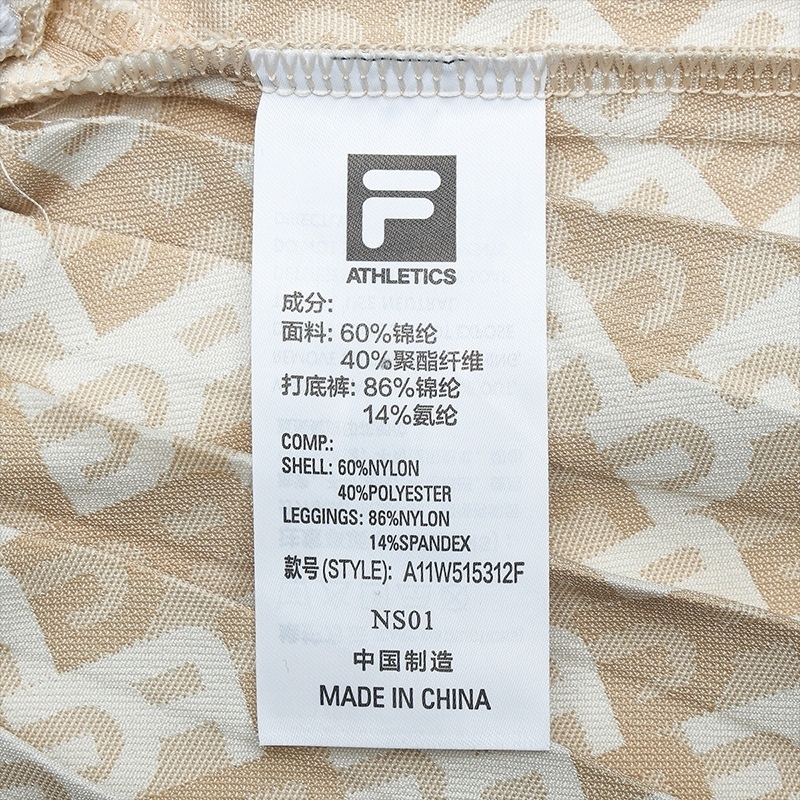 F
ATHLETICS
成分:
面料: 60%锦纶
40%聚酯纤维
打底裤: 86%锦纶
14%氨纶
COMP.:
SHELL: 60%NYLON
40%POLYESTER
LEGGINGS: 86%NYLON
14%SPANDEX
款号(STYLE): A11W515312F
NS01
中国制造
MADE IN CHINA